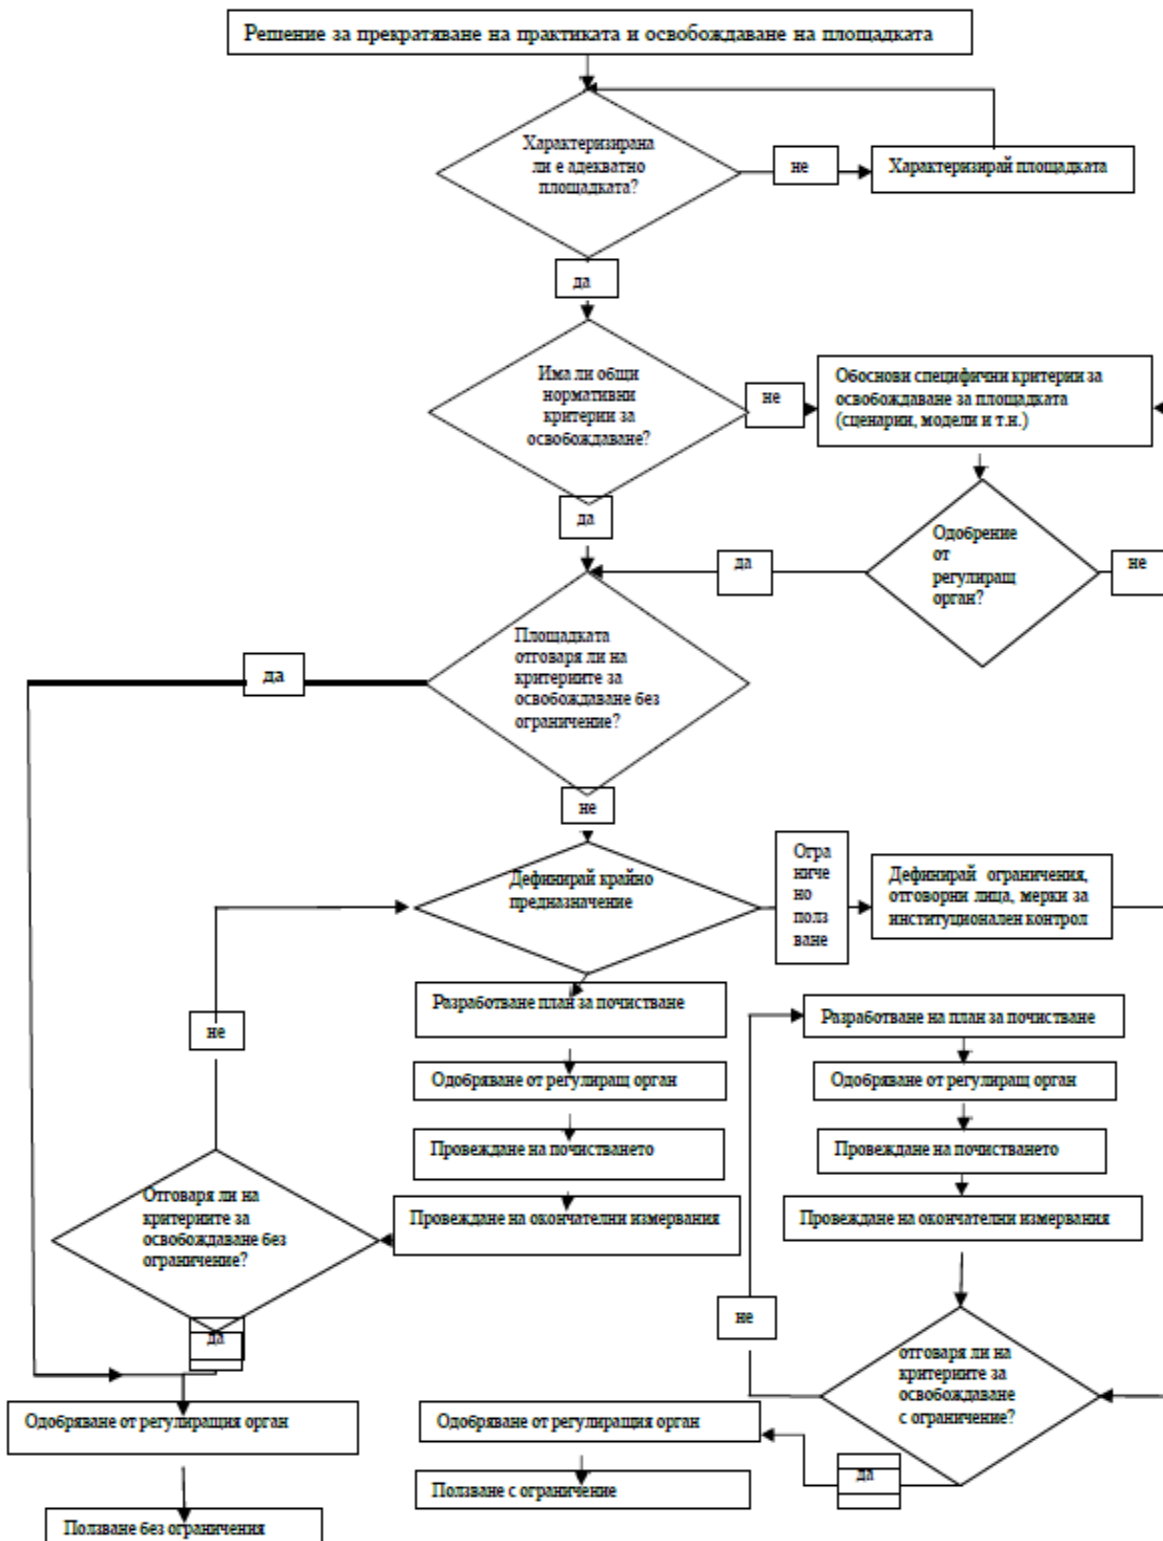 Решение за прекратяване на практиката и освобождаване на площадката
Характеризирана
ли е адекватно
площадката?
не
Характеризирай площадката
да
Има ли общи
нормативни
критерии за
освобождаване?
не
Обоснови специфични критерии за
освобождаване за площадката
(сценарии, модели и т.н.)
да
Одобрение
от
регулиращ
орган?
да
не
Площадката
отговаря ли на
критериите за
освобождаване без
ограничение?
да
не
Дефинирай крайно
предназначение
Огра
ниче
но
полз
ване
Дефинирай ограничения,
отговорни лица, мерки за
институционален контрол
Разработване план за почистване
Разработване на план за почистване
не
Одобряване от регулиращ орган
Одобряване от регулиращ орган
Провеждане на почистването
Провеждане на почистването
Отговаря ли на
критериите за
освобождаване без
ограничение?
Провеждане на окончателни измервания
Провеждане на окончателни измервания
да
не
отговаря ли на
критериите за
освобождаване
с ограничение?
Одобряване от регулиращия орган
Одобряване от регулиращия орган
да
Ползване с ограничение
Ползване без ограничения